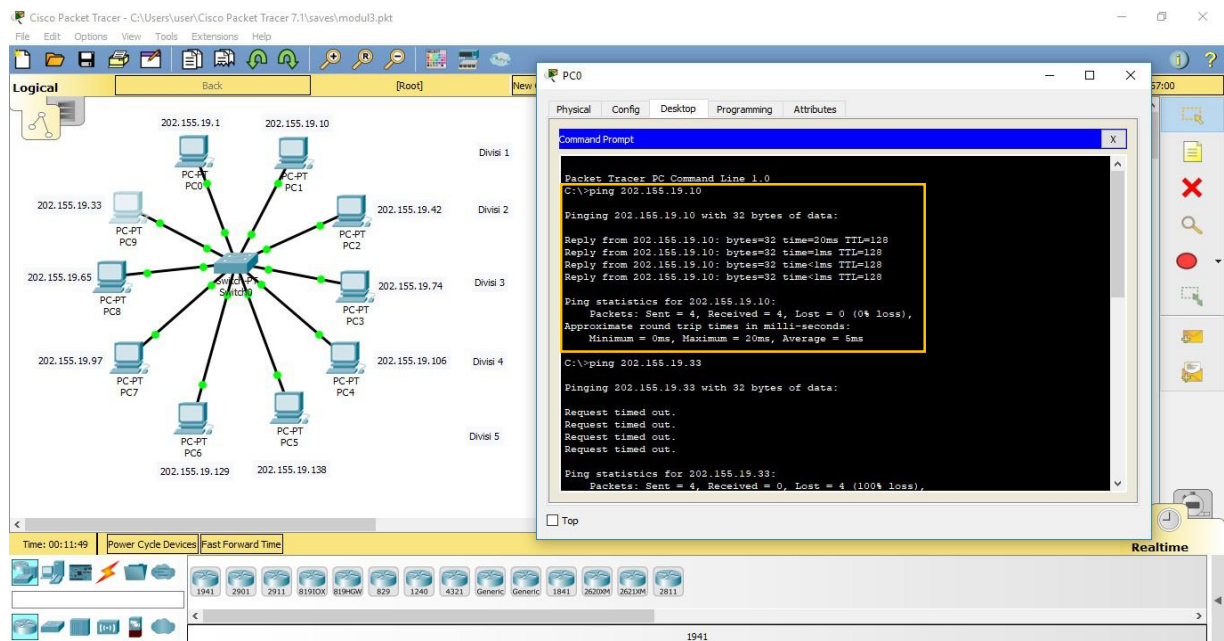 Cisco Packet Tracer - C:\Users\user\Cisco Packet Tracer 7.1\saves\modul3.pkt
File Edit Options View Tools Extensions Help
Logical
Back
[Root]
New
57:00
202.155.19.1
202.155.19.10
PC-PT
PC0
PC-PT
PC1
Divisi 1
202.155.19.33
PC-PT
PC9
202.155.19.42
PC-PT
PC2
Divisi 2
202.155.19.65
PC-PT
PC8
Switch-PT
Switch0
202.155.19.74
PC-PT
PC3
Divisi 3
202.155.19.97
PC-PT
PC7
202.155.19.106
PC-PT
PC4
Divisi 4
PC-PT
PC6
PC-PT
PC5
Divisi 5
202.155.19.129
202.155.19.138
PC0
Physical Config Desktop Programming Attributes
Command Prompt
X
Packet Tracer PC Command Line 1.0
C:\>ping 202.155.19.10
Pinging 202.155.19.10 with 32 bytes of data:
Reply from 202.155.19.10: bytes=32 time=20ms TTL=128
Reply from 202.155.19.10: bytes=32 time=1ms TTL=128
Reply from 202.155.19.10: bytes=32 time<1ms TTL=128
Reply from 202.155.19.10: bytes=32 time<1ms TTL=128
Ping statistics for 202.155.19.10:
Packets: Sent = 4, Received = 4, Lost = 0 (0% loss),
Approximate round trip times in milli-seconds:
Minimum = 0ms, Maximum = 20ms, Average = 5ms
C:\>ping 202.155.19.33
Pinging 202.155.19.33 with 32 bytes of data:
Request timed out.
Request timed out.
Request timed out.
Request timed out.
Ping statistics for 202.155.19.33:
Packets: Sent = 4, Received = 0, Lost = 4 (100% loss),
Top
Time: 00:11:49
Power Cycle Devices
Fast Forward Time
Realtime
1941 2901 2911 819IOX 819HGW 829 1240 4321 Generic Generic 1841 2620XM 2621XM 2811
1941